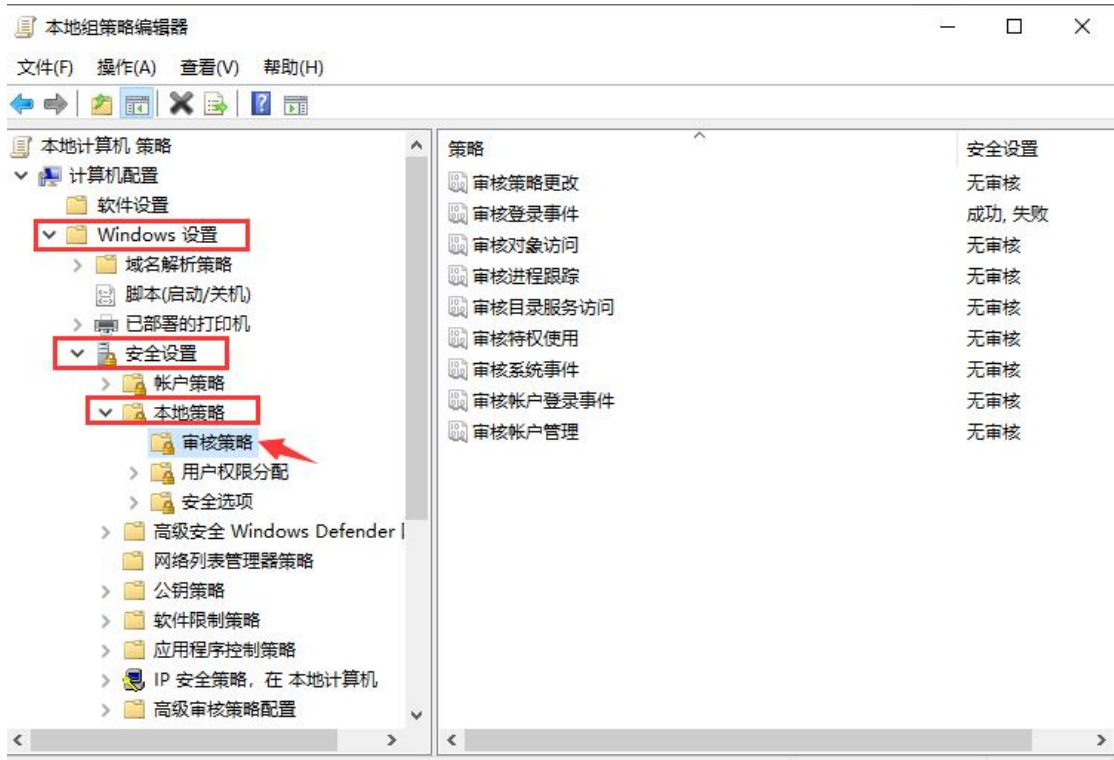 本地组策略编辑器
文件(F) 操作(A) 查看(V) 帮助(H)
本地计算机 策略
计算机配置
软件设置
Windows 设置
域名解析策略
脚本(启动/关机)
已部署的打印机
安全设置
帐户策略
本地策略
审核策略
用户权限分配
安全选项
高级安全 Windows Defender
网络列表管理器策略
公钥策略
软件限制策略
应用程序控制策略
IP 安全策略，在 本地计算机
高级审核策略配置
策略 安全设置
审核策略更改 无审核
审核登录事件 成功, 失败
审核对象访问 无审核
审核进程跟踪 无审核
审核目录服务访问 无审核
审核特权使用 无审核
审核系统事件 无审核
审核帐户登录事件 无审核
审核帐户管理 无审核